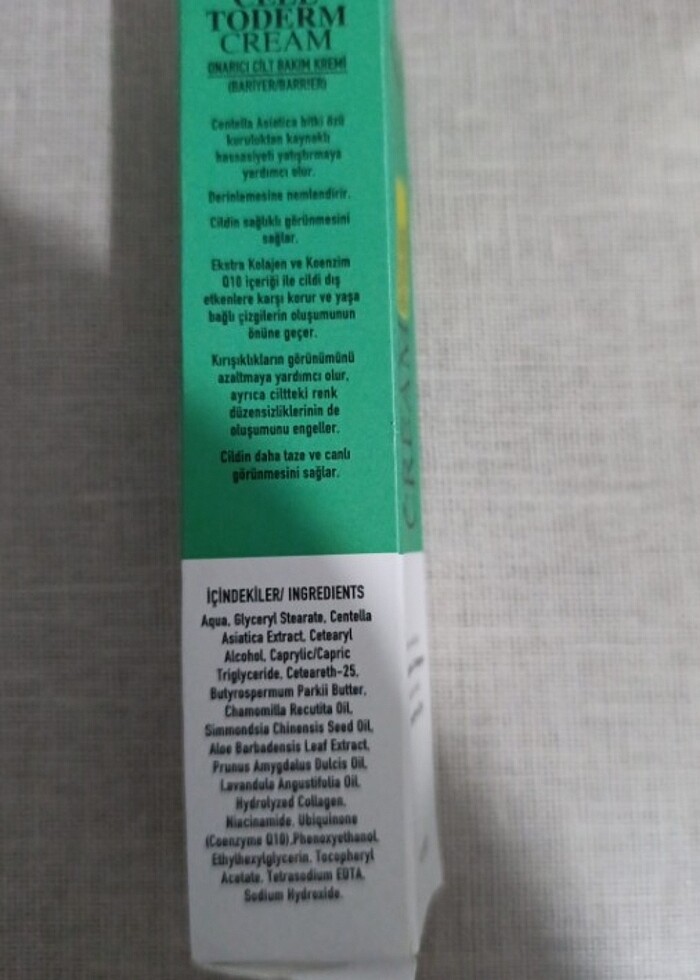 CELL
TODERM
CREAM
ONARICI CİLT BAKIM KREMİ
(BARİYER/BARRIER)
Centella Asiatica bitki özü
kuruluktan kaynaklı
hassasiyeti yatıştırmaya
yardımcı olur.
Derinlemesine nemlendirir.
Cildin sağlıklı görünmesini
sağlar.
Ekstra Kolajen ve Koenzim
Q10 içeriği ile cildi dış
etkenlere karşı korur ve yaşa
bağlı çizgilerin oluşumunun
önüne geçer.
Kırışıklıkların görünümünü
azaltmaya yardımcı olur,
ayrıca ciltteki renk
düzensizliklerinin de
oluşumunu engeller.
Cildin daha taze ve canlı
görünmesini sağlar.
İÇİNDEKİLER/ INGREDIENTS
Aqua, Glyceryl Stearate, Centella
Asiatica Extract, Cetearyl
Alcohol, Caprylic/Capric
Triglyceride, Ceteareth-25,
Butyrospermum Parkii Butter,
Chamomilla Recutita Oil,
Simmondsia Chinensis Seed Oil,
Aloe Barbadensis Leaf Extract,
Prunus Amygdalus Dulcis Oil,
Lavandula Angustifolia Oil,
Hydrolyzed Collagen,
Niacinamide, Ubiquinone
(Coenzyme Q10),Phenoxyethanol,
Ethylhexylglycerin, Tocopheryl
Acetate, Tetrasodium EDTA,
Sodium Hydroxide.
CREAM